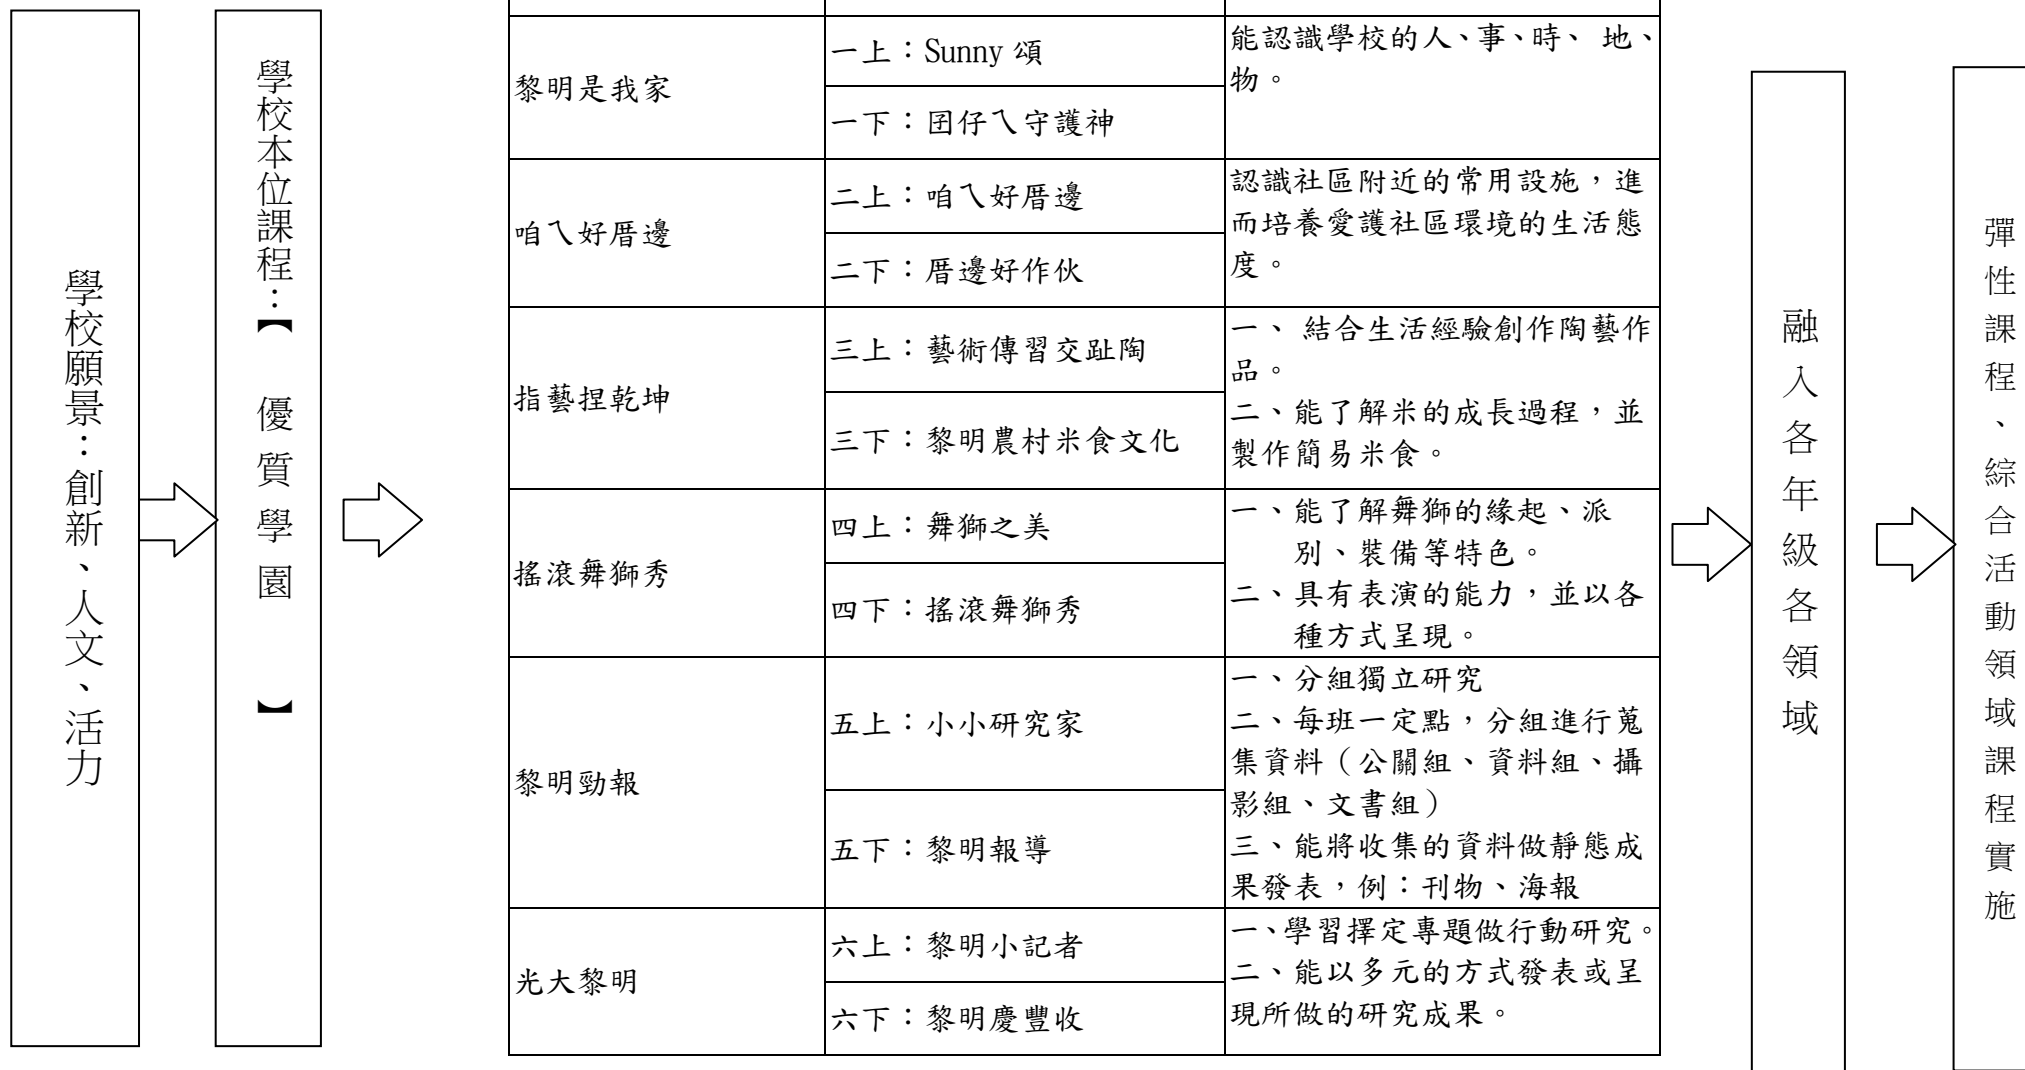 學校願景：創新、人文、活力
學校本位課程：【 優質學園 】
黎明是我家
一上：Sunny 頌
一下：囝仔ㄟ守護神
能認識學校的人、事、時、 地、
物。
咱ㄟ好厝邊
二上：咱ㄟ好厝邊
二下：厝邊好作伙
認識社區附近的常用設施，進
而培養愛護社區環境的生活態
度。
指藝捏乾坤
三上：藝術傳習交趾陶
三下：黎明農村米食文化
一、 結合生活經驗創作陶藝作
品。
二、能了解米的成長過程，並
製作簡易米食。
搖滾舞獅秀
四上：舞獅之美
四下：搖滾舞獅秀
一、能了解舞獅的緣起、派
別、裝備等特色。
二、具有表演的能力，並以各
種方式呈現。
黎明勁報
五上：小小研究家
五下：黎明報導
一、分組獨立研究
二、每班一定點，分組進行蒐
集資料（公關組、資料組、攝
影組、文書組）
三、能將收集的資料做靜態成
果發表，例：刊物、海報
光大黎明
六上：黎明小記者
六下：黎明慶豐收
一、學習擇定專題做行動研究。
二、能以多元的方式發表或呈
現所做的研究成果。
融入各年級各領域
彈性課程、綜合活動領域課程實施